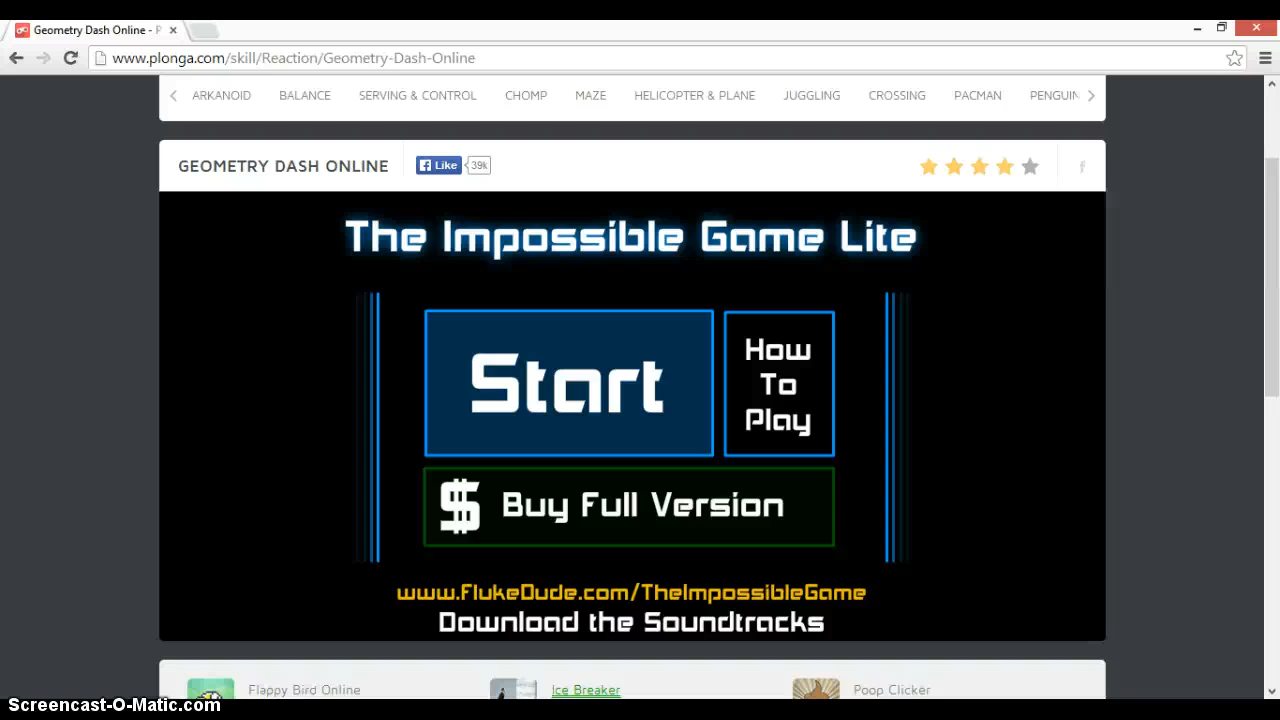 Geometry Dash Online - P
www.plonga.com/skill/Reaction/Geometry-Dash-Online
ARKANOID BALANCE SERVING & CONTROL CHOMP MAZE HELICOPTER & PLANE JUGGLING CROSSING PACMAN PENGUIN
GEOMETRY DASH ONLINE Like 39k
The Impossible Game Lite
Start
How
To
Play
$ Buy Full Version
www.FlukeDude.com/TheImpossibleGame
Download the Soundtracks
Flappy Bird Online Ice Breaker Poop Clicker
Screencast-O-Matic.com